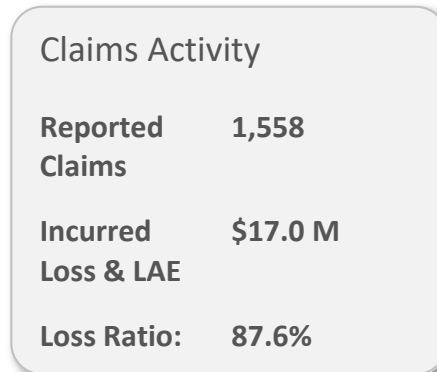 Claims Activity
Reported 1,558
Claims
Incurred $17.0 M
Loss & LAE
Loss Ratio: 87.6%